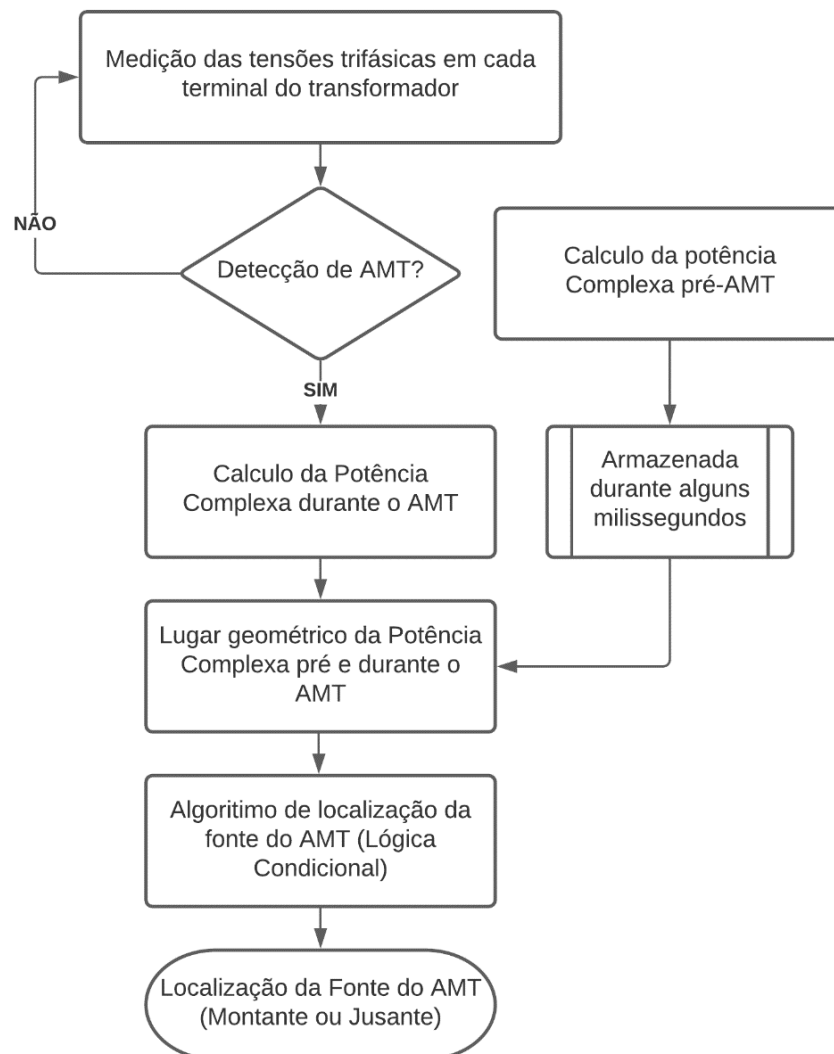 Medição das tensões trifásicas em cada
terminal do transformador
NÃO
Detecção de AMT?
Calculo da potência
Complexa pré-AMT
SIM
Calculo da Potência
Complexa durante o AMT
Armazenada
durante alguns
milissegundos
Lugar geométrico da Potência
Complexa pré e durante o
AMT
Algoritimo de localização da
fonte do AMT (Lógica
Condicional)
Localização da Fonte do AMT
(Montante ou Jusante)